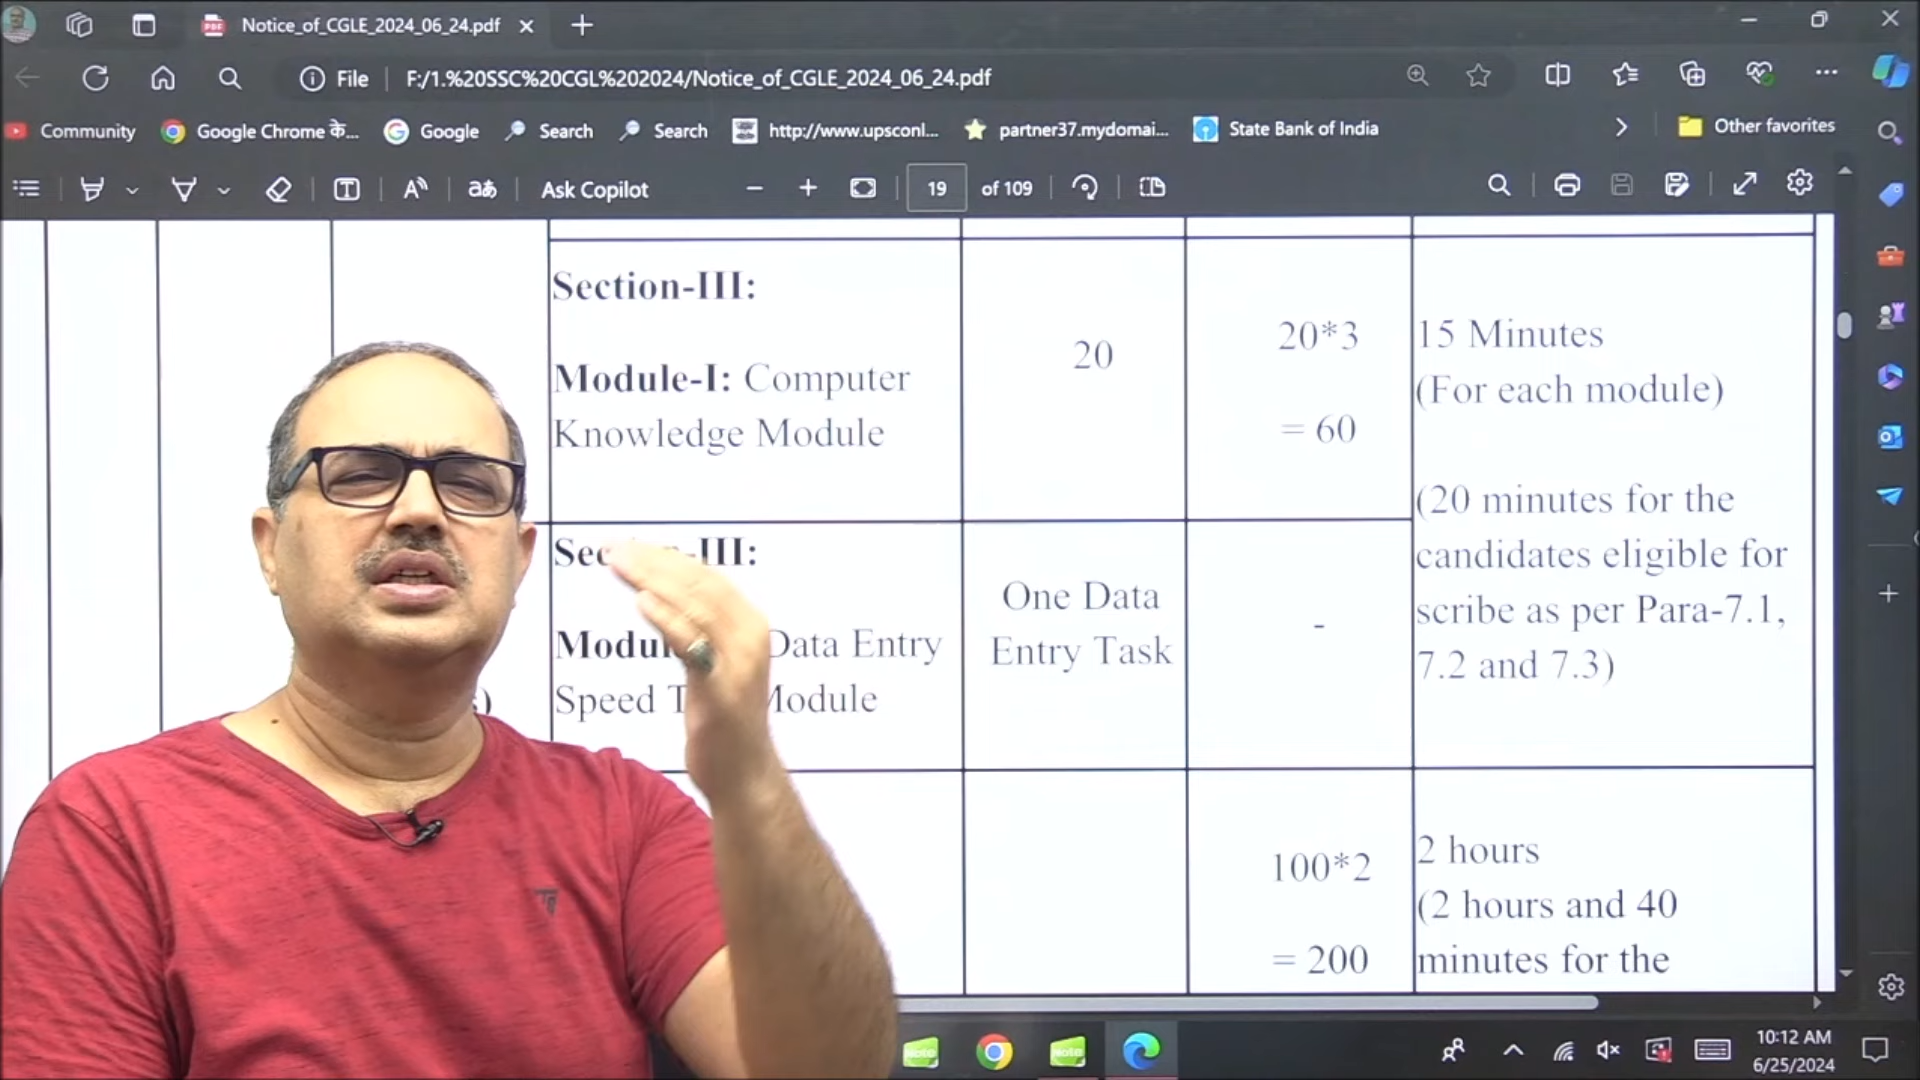 Notice_of_CGLE_2024_06_24.pdf
File
F:/1.%20SSC%20CGL%202024/Notice_of_CGLE_2024_06_24.pdf
Community
Google Chrome के...
Google
Search
Search
http://www.upsconl...
partner37.mydomai...
State Bank of India
Other favorites
Ask Copilot
19 of 109
Section-III:
Module-I: Computer
Knowledge Module
20
20*3
= 60
15 Minutes
(For each module)
(20 minutes for the
candidates eligible for
scribe as per Para-7.1,
7.2 and 7.3)
-III:
Data Entry
Speed
Module
One Data
Entry Task
-
100*2
= 200
2 hours
(2 hours and 40
minutes for the
10:12 AM
6/25/2024